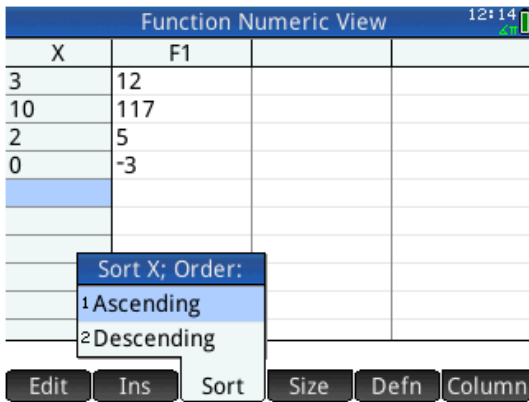 Function Numeric View 12:14
∡π
X F1
3 12
10 117
2 5
0 -3
Sort X; Order:
1 Ascending
2 Descending
Edit Ins Sort Size Defn Column